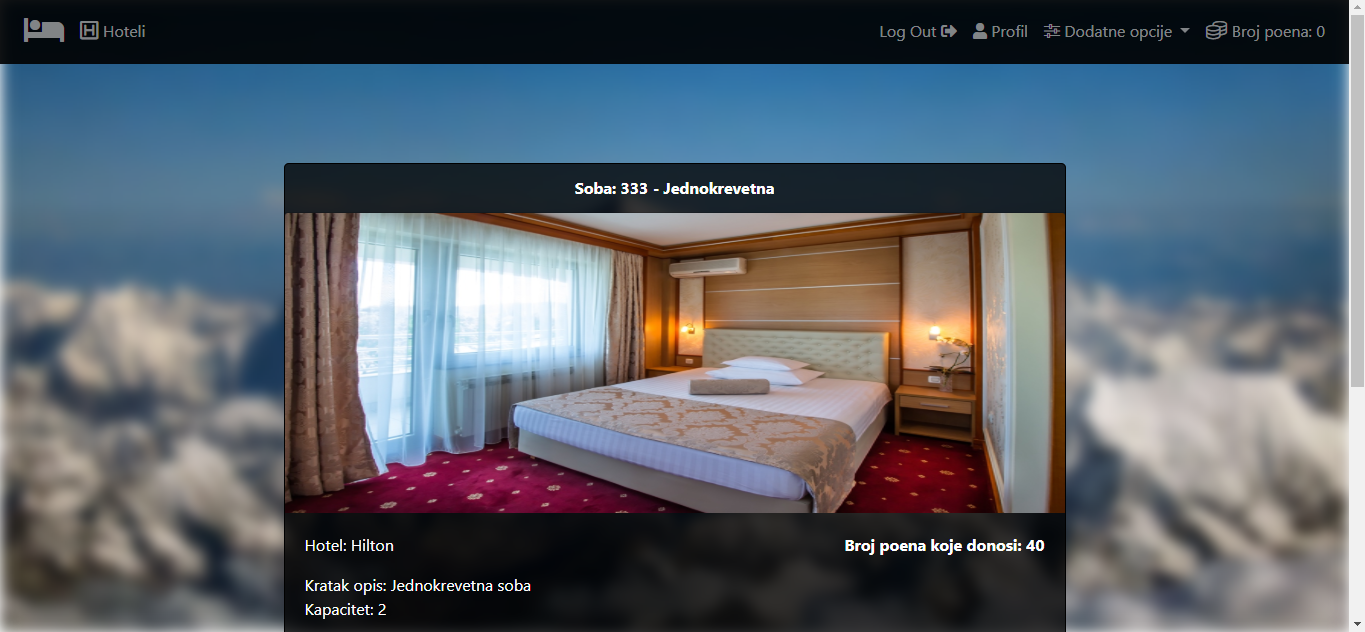 Hoteli
Log Out Profil Dodatne opcije Broj poena: 0
Soba: 333 - Jednokrevetna
Hotel: Hilton
Broj poena koje donosi: 40
Kratak opis: Jednokrevetna soba
Kapacitet: 2